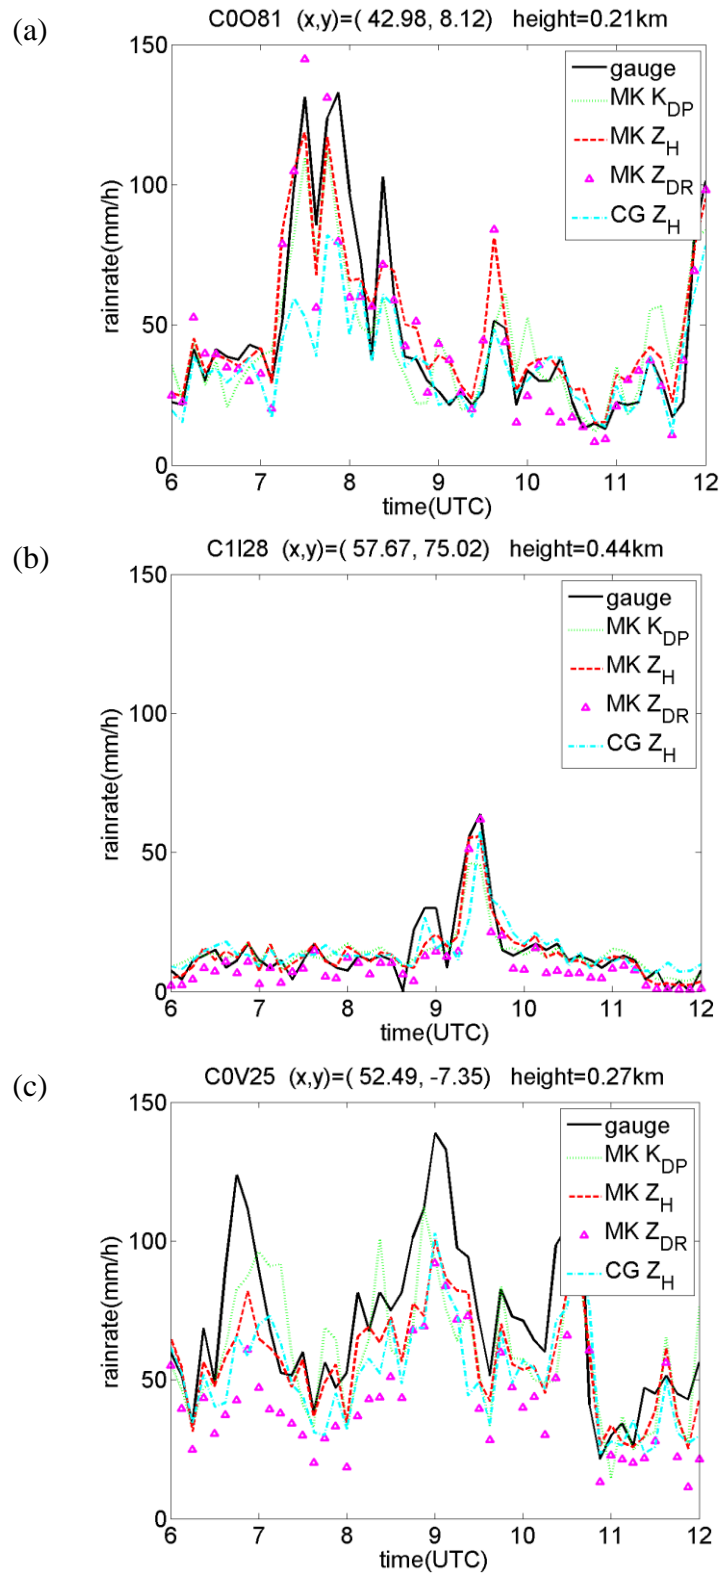 (a)
C0O81 (x,y)=( 42.98, 8.12) height=0.21km
150
100
50
0
rainrate(mm/h)
gauge
MK K_DP
MK Z_H
MK Z_DR
CG Z_H
6 7 8 9 10 11 12
time(UTC)
(b)
C1I28 (x,y)=( 57.67, 75.02) height=0.44km
150
100
50
0
rainrate(mm/h)
gauge
MK K_DP
MK Z_H
MK Z_DR
CG Z_H
6 7 8 9 10 11 12
time(UTC)
(c)
C0V25 (x,y)=( 52.49, -7.35) height=0.27km
150
100
50
0
rainrate(mm/h)
gauge
MK K_DP
MK Z_H
MK Z_DR
CG Z_H
6 7 8 9 10 11 12
time(UTC)